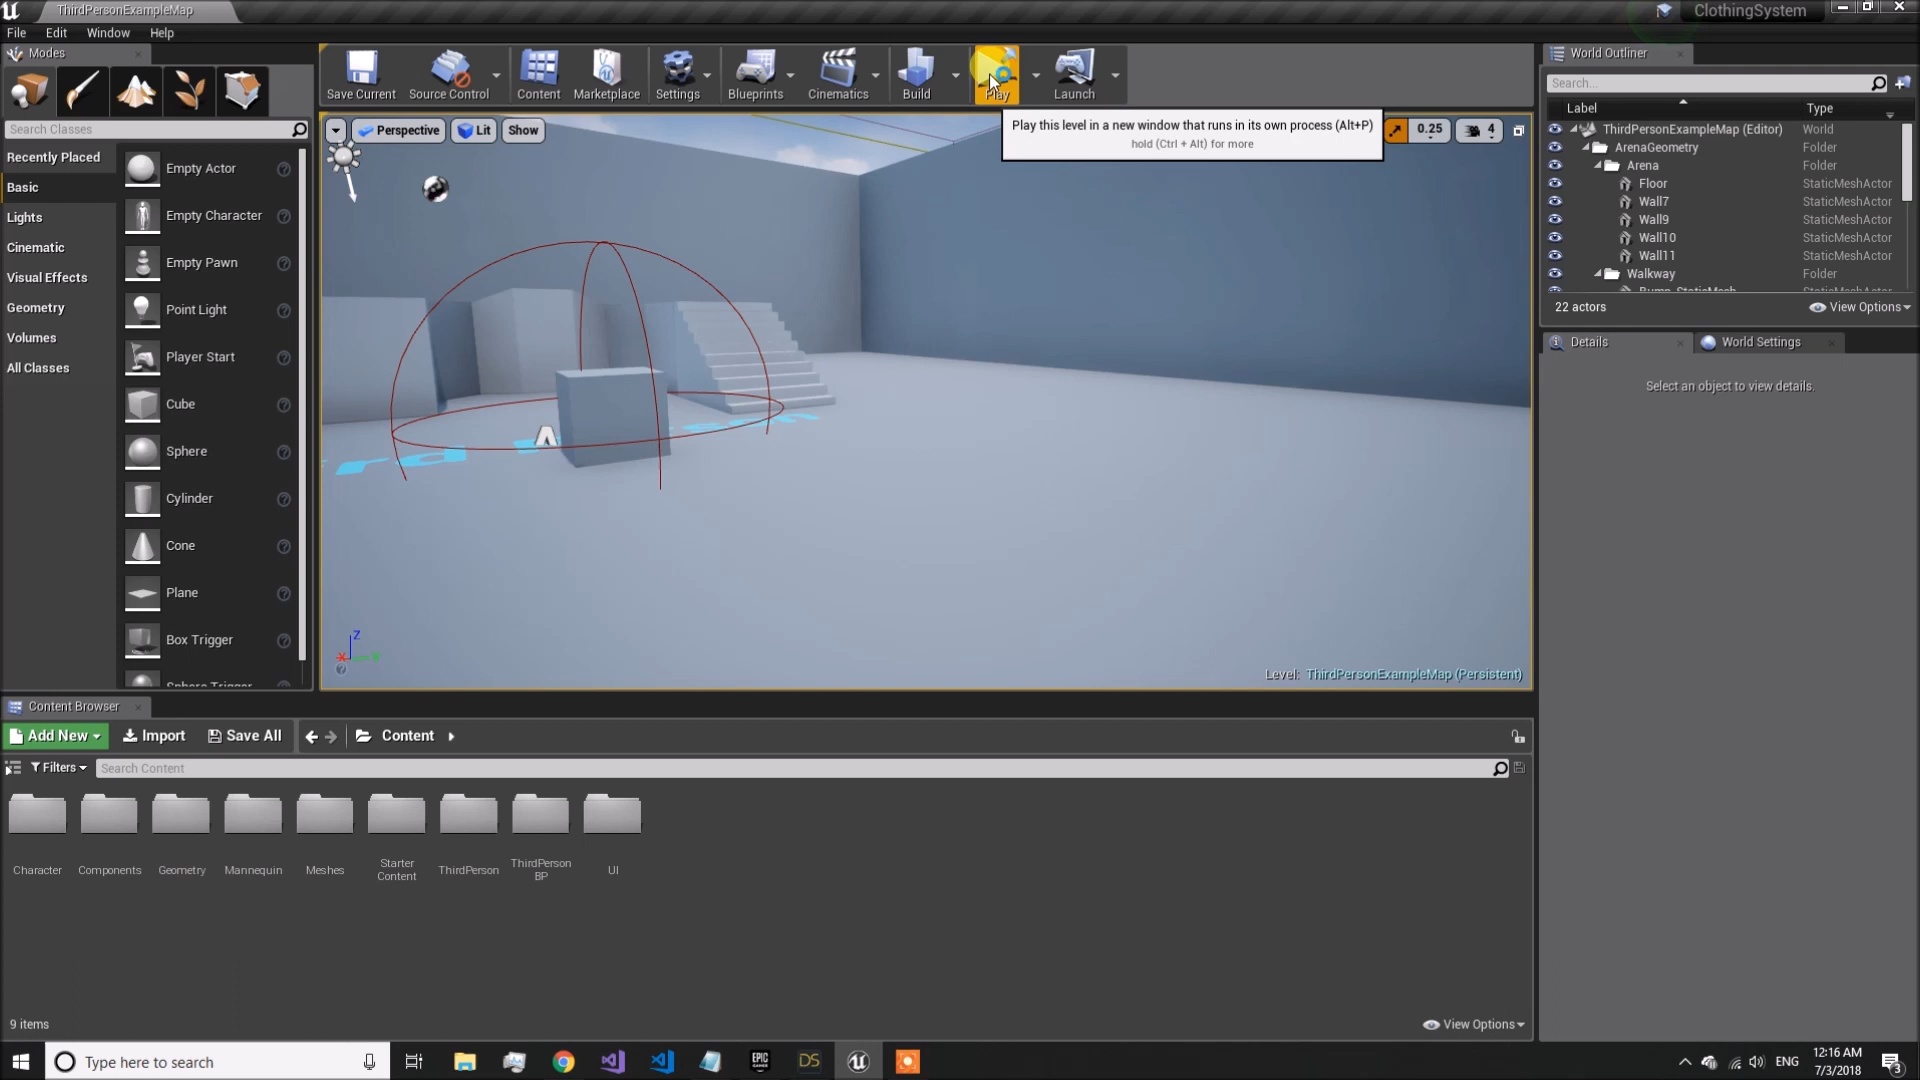 ThirdPersonExampleMap
ClothingSystem
File Edit Window Help
Modes
Save Current
Source Control
Content
Marketplace
Settings
Blueprints
Cinematics
Build
Play
Launch
Play this level in a new window that runs in its own process (Alt+P)
hold (Ctrl + Alt) for more
Search Classes
Recently Placed
Basic
Lights
Cinematic
Visual Effects
Geometry
Volumes
All Classes
Empty Actor
Empty Character
Empty Pawn
Point Light
Player Start
Cube
Sphere
Cylinder
Cone
Plane
Box Trigger
Sphere Trigger
Perspective
Lit
Show
0.25
4
Z
Level: ThirdPersonExampleMap (Persistent)
World Outliner
Search...
Label Type
ThirdPersonExampleMap (Editor) World
ArenaGeometry Folder
Arena Folder
Floor StaticMeshActor
Wall7 StaticMeshActor
Wall9 StaticMeshActor
Wall10 StaticMeshActor
Wall11 StaticMeshActor
Walkway Folder
Bump_StaticMesh
22 actors
View Options
Details
World Settings
Select an object to view details.
Content Browser
Add New
Import
Save All
Content
Filters
Search Content
Character
Components
Geometry
Mannequin
Meshes
Starter
Content
ThirdPerson
ThirdPerson
BP
UI
9 items
View Options
Type here to search
EPIC
GAMES
DS
ENG
12:16 AM
7/3/2018
3